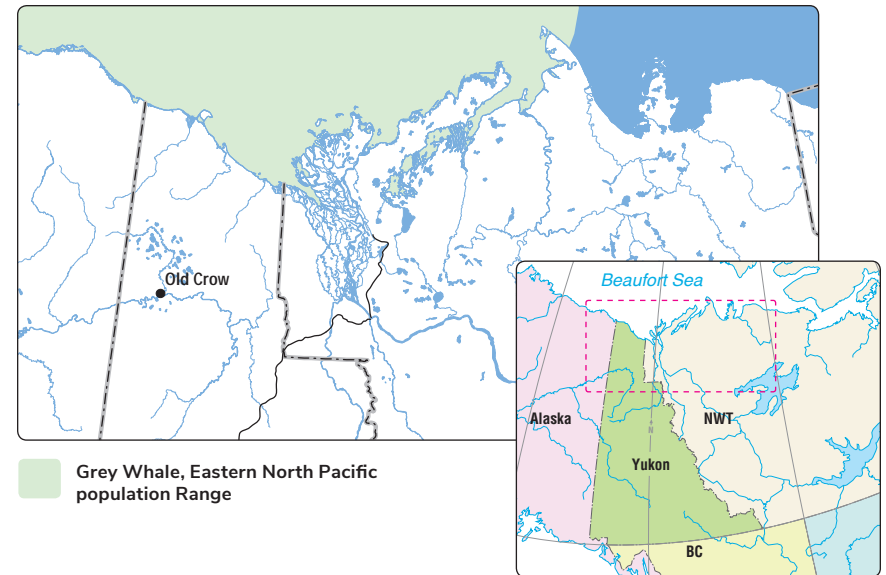 Old Crow
Beaufort Sea
Alaska
NWT
N
Yukon
BC
Grey Whale, Eastern North Pacific
population Range